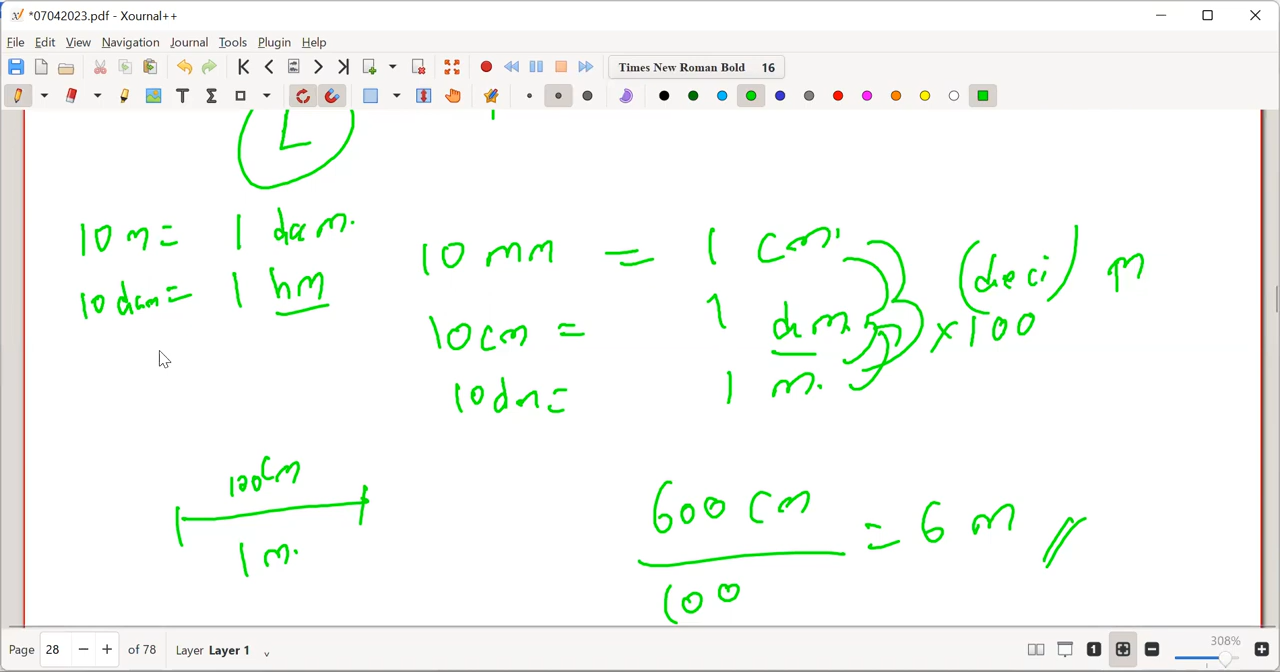 *07042023.pdf - Xournal++
File Edit View Navigation Journal Tools Plugin Help
Times New Roman Bold 16
L
10 m = 1 dam.
10 dam = 1 hm
10 mm = 1 cm.
(deci) m
10 cm = 1 dm
×100
10 dm = 1 m.
100 cm
1 m.
600 cm
= 6 m //
100
Page 28 of 78 Layer Layer 1
308%